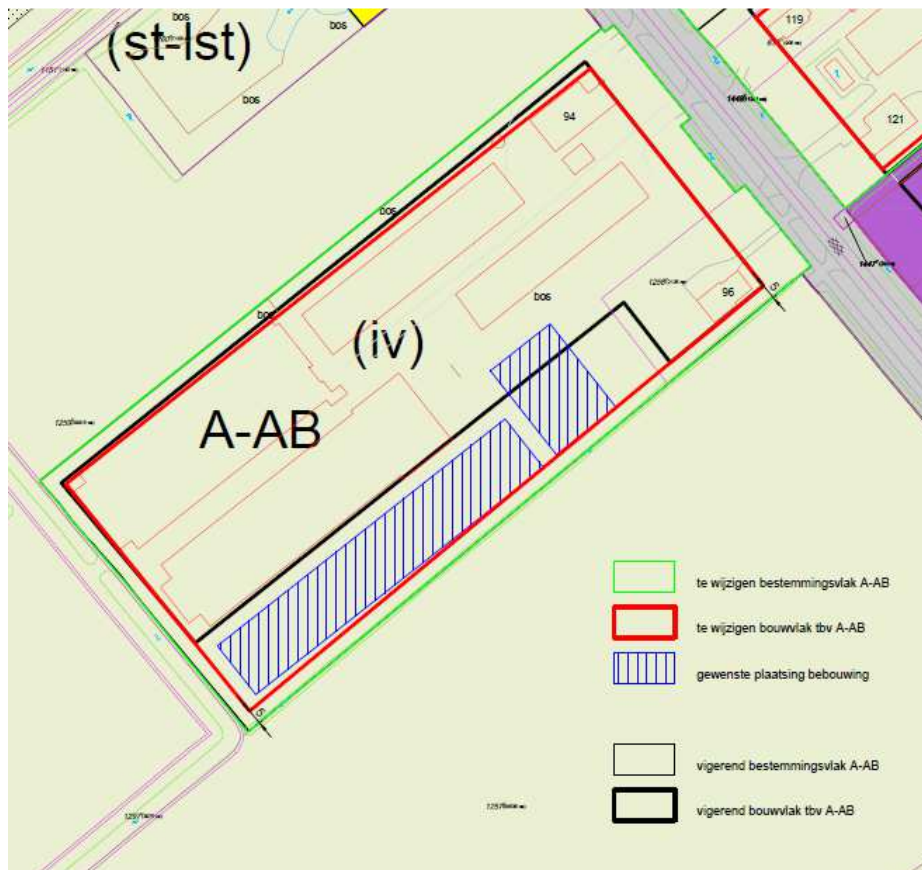 (st-lst)
bos
bos
bos
119
94
121
bos
bos
bos
96
5
(iv)
A-AB
5
te wijzigen bestemmingsvlak A-AB
te wijzigen bouwvlak tbv A-AB
gewenste plaatsing bebouwing
vigerend bestemmingsvlak A-AB
vigerend bouwvlak tbv A-AB